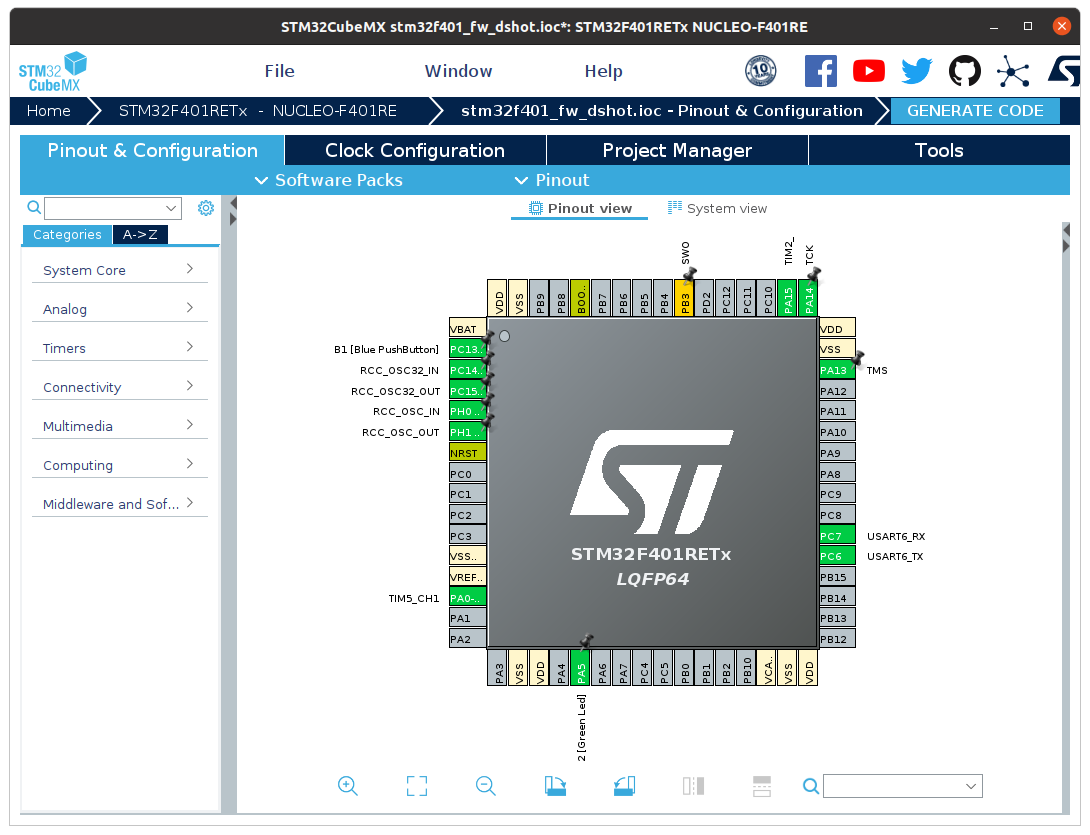 STM32CubeMX stm32f401_fw_dshot.ioc*: STM32F401RETx NUCLEO-F401RE
STM32
CubeMX
File Window Help
10
Home STM32F401RETx - NUCLEO-F401RE stm32f401_fw_dshot.ioc - Pinout & Configuration GENERATE CODE
Pinout & Configuration Clock Configuration Project Manager Tools
Software Packs Pinout
Pinout view System view
Categories A->Z
System Core
Analog
Timers
Connectivity
Multimedia
Computing
Middleware and Sof...
SWO TIM2_ TCK
VDD VSS PB9 PB8 BOO.. PB7 PB6 PB5 PB4 PB3 PD2 PC12 PC11 PC10 PA15 PA14
VBAT
B1 [Blue PushButton] PC13..
RCC_OSC32_IN PC14..
RCC_OSC32_OUT PC15..
RCC_OSC_IN PH0 ..
RCC_OSC_OUT PH1 ..
NRST
PC0
PC1
PC2
PC3
VSS..
VREF..
TIM5_CH1 PA0-..
PA1
PA2
VDD
VSS
PA13 TMS
PA12
PA11
PA10
PA9
PA8
PC9
PC8
PC7 USART6_RX
PC6 USART6_TX
PB15
PB14
PB13
PB12
ST
STM32F401RETx
LQFP64
PA3 VSS VDD PA4 PA5 PA6 PA7 PC4 PC5 PB0 PB1 PB2 PB10 VCA.. VSS VDD
2 [Green Led]